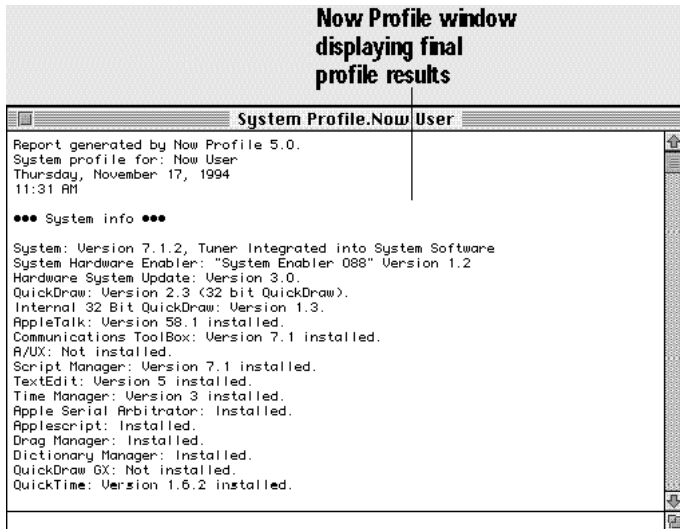 Now Profile window
displaying final
profile results
System Profile.Now User
Report generated by Now Profile 5.0.
System profile for: Now User
Thursday, November 17, 1994
11:31 AM
●●● System info ●●●
System: Version 7.1.2, Tuner Integrated into System Software
System Hardware Enabler: "System Enabler 088" Version 1.2
Hardware System Update: Version 3.0.
QuickDraw: Version 2.3 (32 bit QuickDraw).
Internal 32 Bit QuickDraw: Version 1.3.
AppleTalk: Version 58.1 installed.
Communications ToolBox: Version 7.1 installed.
A/UX: Not installed.
Script Manager: Version 7.1 installed.
TextEdit: Version 5 installed.
Time Manager: Version 3 installed.
Apple Serial Arbitrator: Installed.
Applescript: Installed.
Drag Manager: Installed.
Dictionary Manager: Installed.
QuickDraw GX: Not installed.
QuickTime: Version 1.6.2 installed.